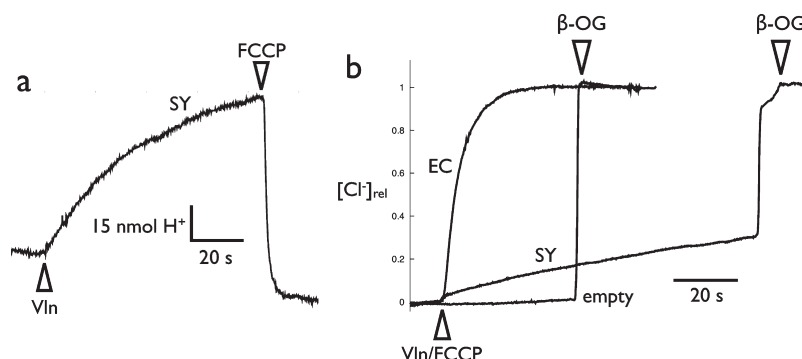 a
FCCP
SY
15 nmol H⁺
20 s
Vln
b
β-OG
β-OG
1
0.8
0.6
0.4
0.2
0
[Cl⁻]rel
EC
SY
empty
20 s
Vln/FCCP